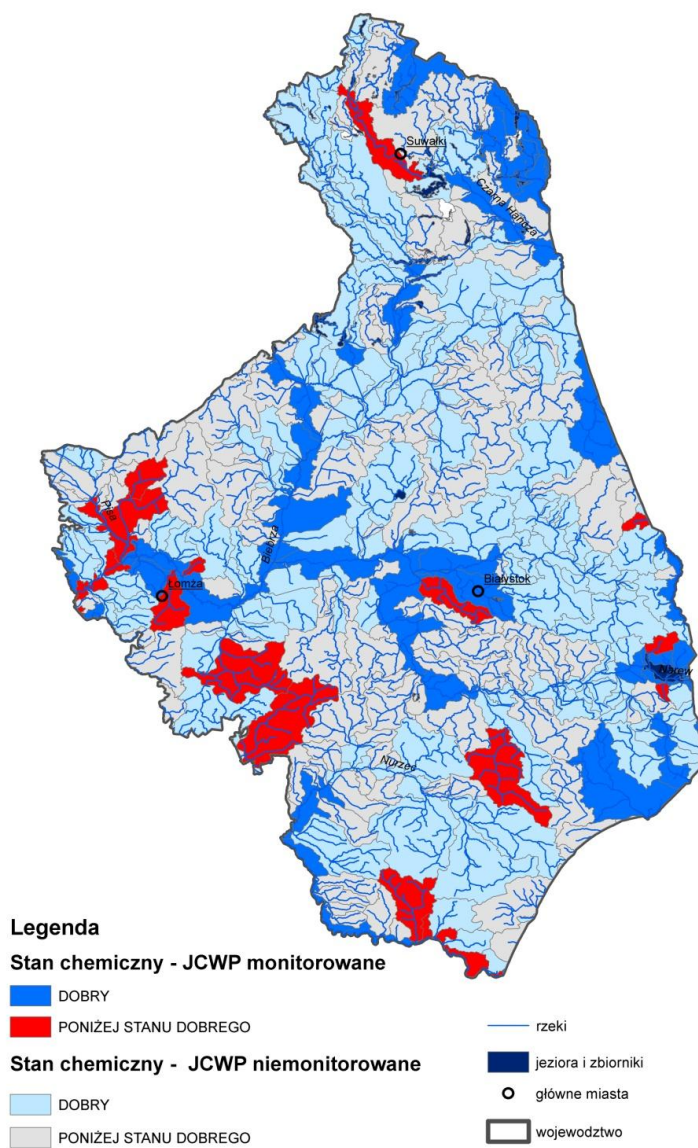 Suwałki
Czarna Hańcza
Pisa
Biebrza
Łomża
Białystok
Narew
Nurzec
Legenda
Stan chemiczny - JCWP monitorowane
DOBRY
PONIŻEJ STANU DOBREGO
Stan chemiczny - JCWP niemonitorowane
DOBRY
PONIŻEJ STANU DOBREGO
rzeki
jeziora i zbiorniki
główne miasta
województwo